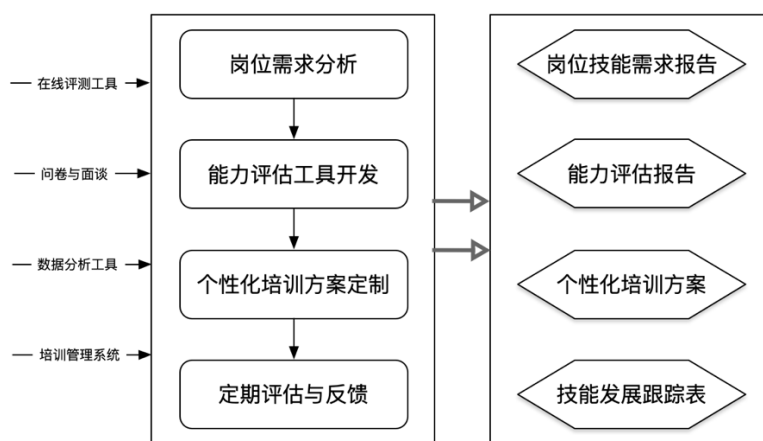 在线评测工具
问卷与面谈
数据分析工具
培训管理系统
岗位需求分析
能力评估工具开发
个性化培训方案定制
定期评估与反馈
岗位技能需求报告
能力评估报告
个性化培训方案
技能发展跟踪表